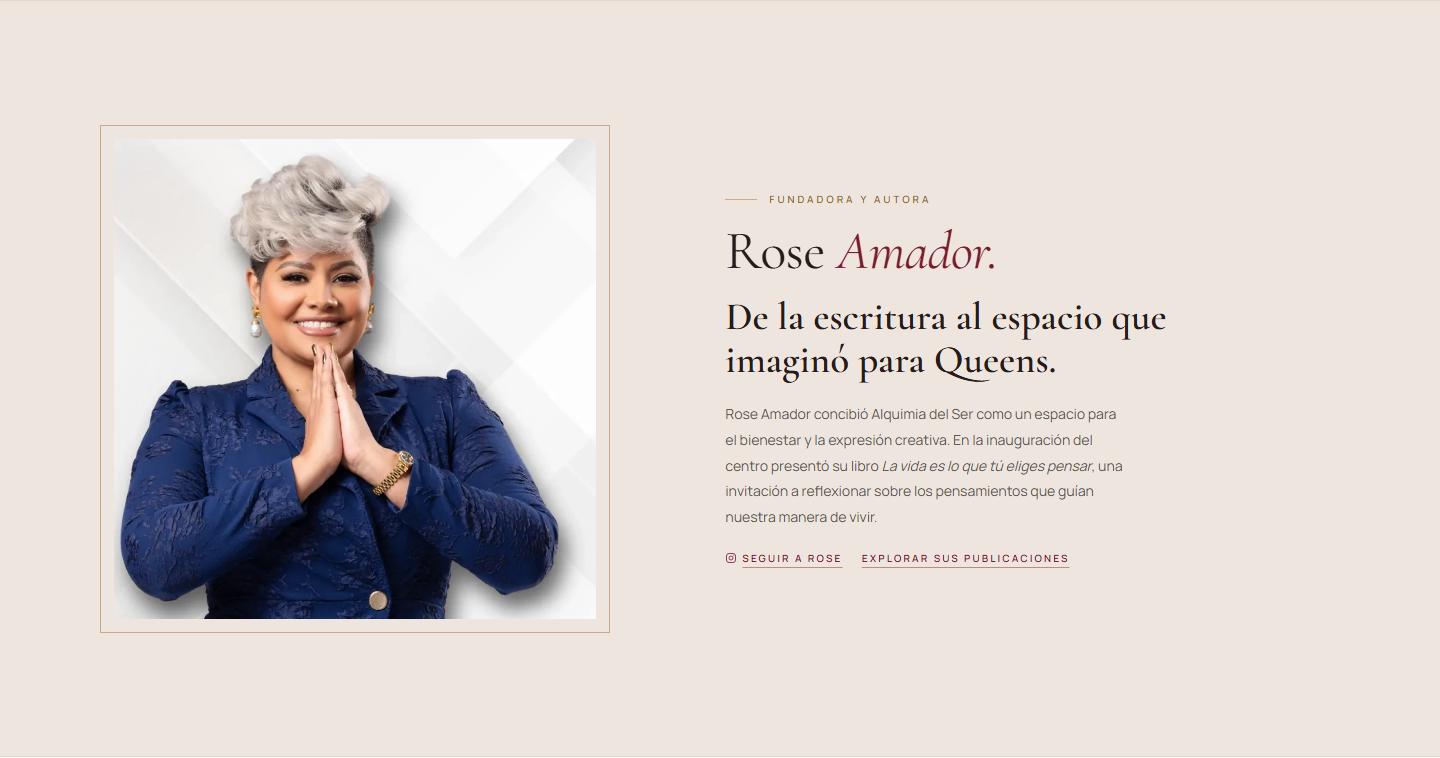 FUNDADORA Y AUTORA
Rose Amador.
De la escritura al espacio que
imaginó para Queens.
Rose Amador concibió Alquimia del Ser como un espacio para
el bienestar y la expresión creativa. En la inauguración del
centro presentó su libro La vida es lo que tú eliges pensar, una
invitación a reflexionar sobre los pensamientos que guían
nuestra manera de vivir.
SEGUIR A ROSE EXPLORAR SUS PUBLICACIONES